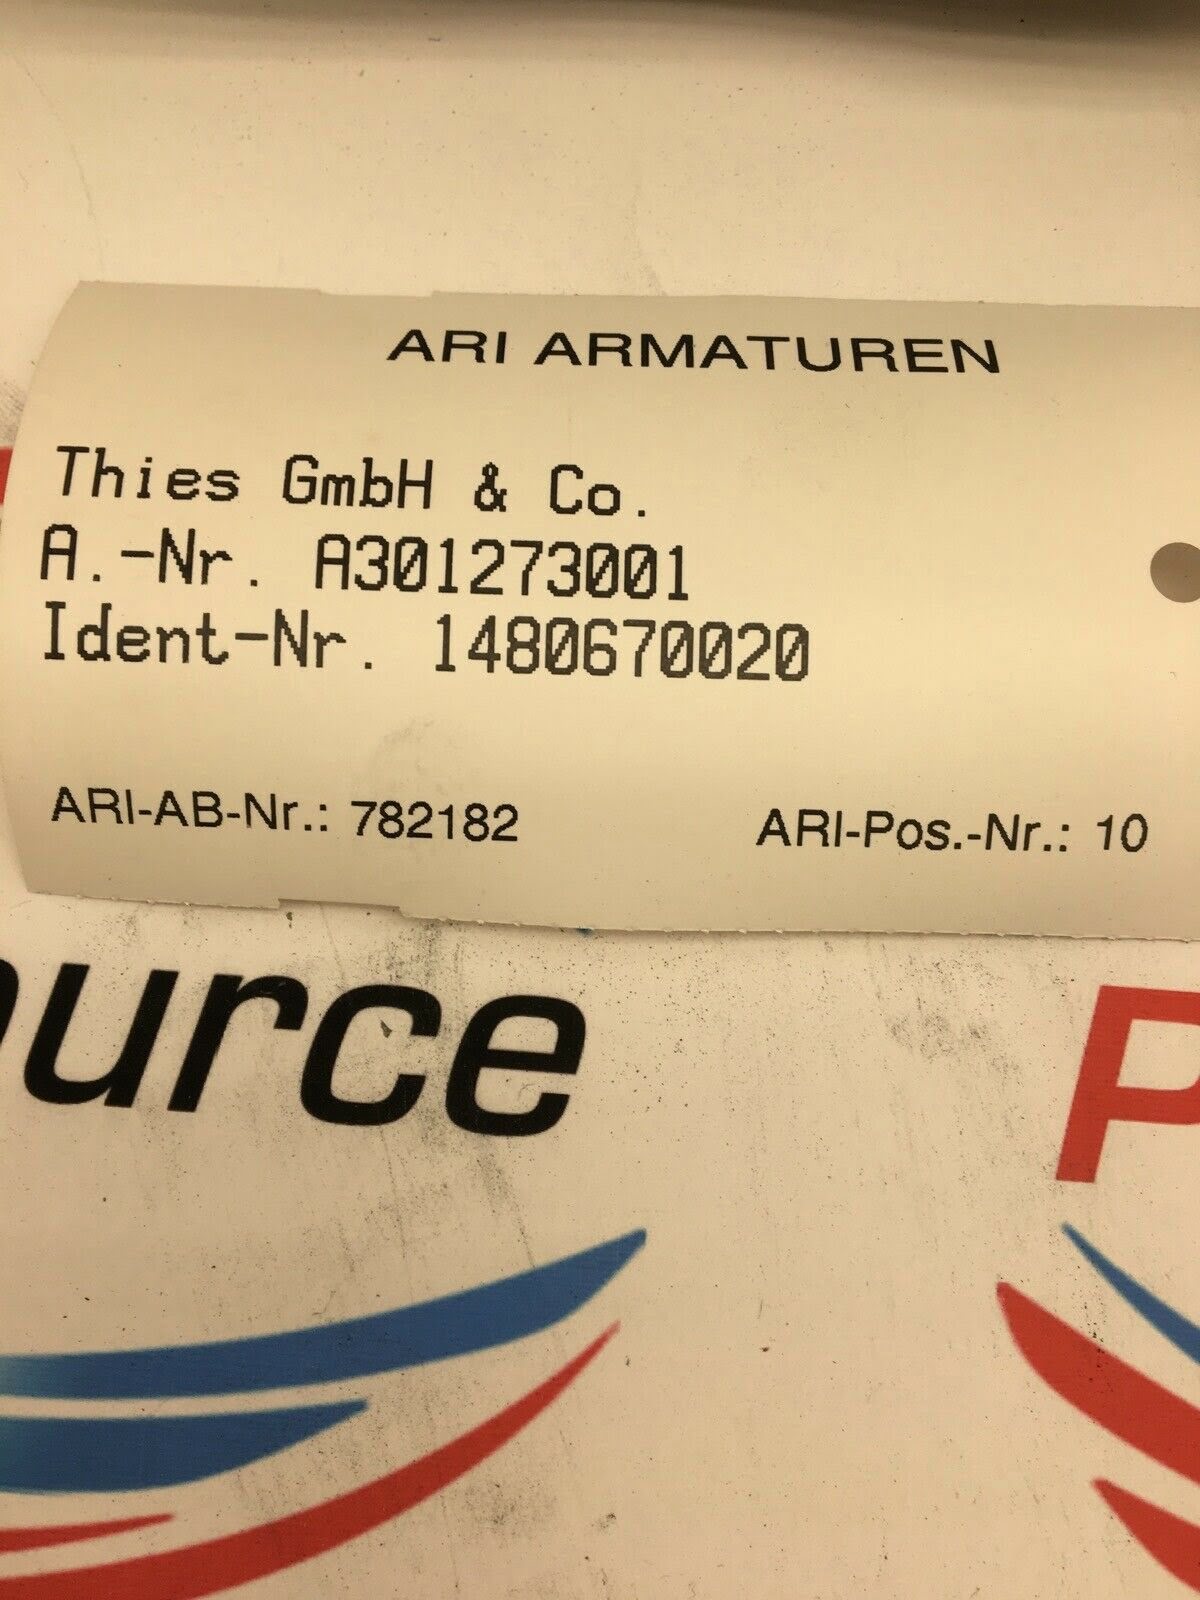 ARI ARMATUREN
Thies GmbH & Co.
A.-Nr. A301273001
Ident-Nr. 1480670020
ARI-AB-Nr.: 782182 ARI-Pos.-Nr.: 10
ource P